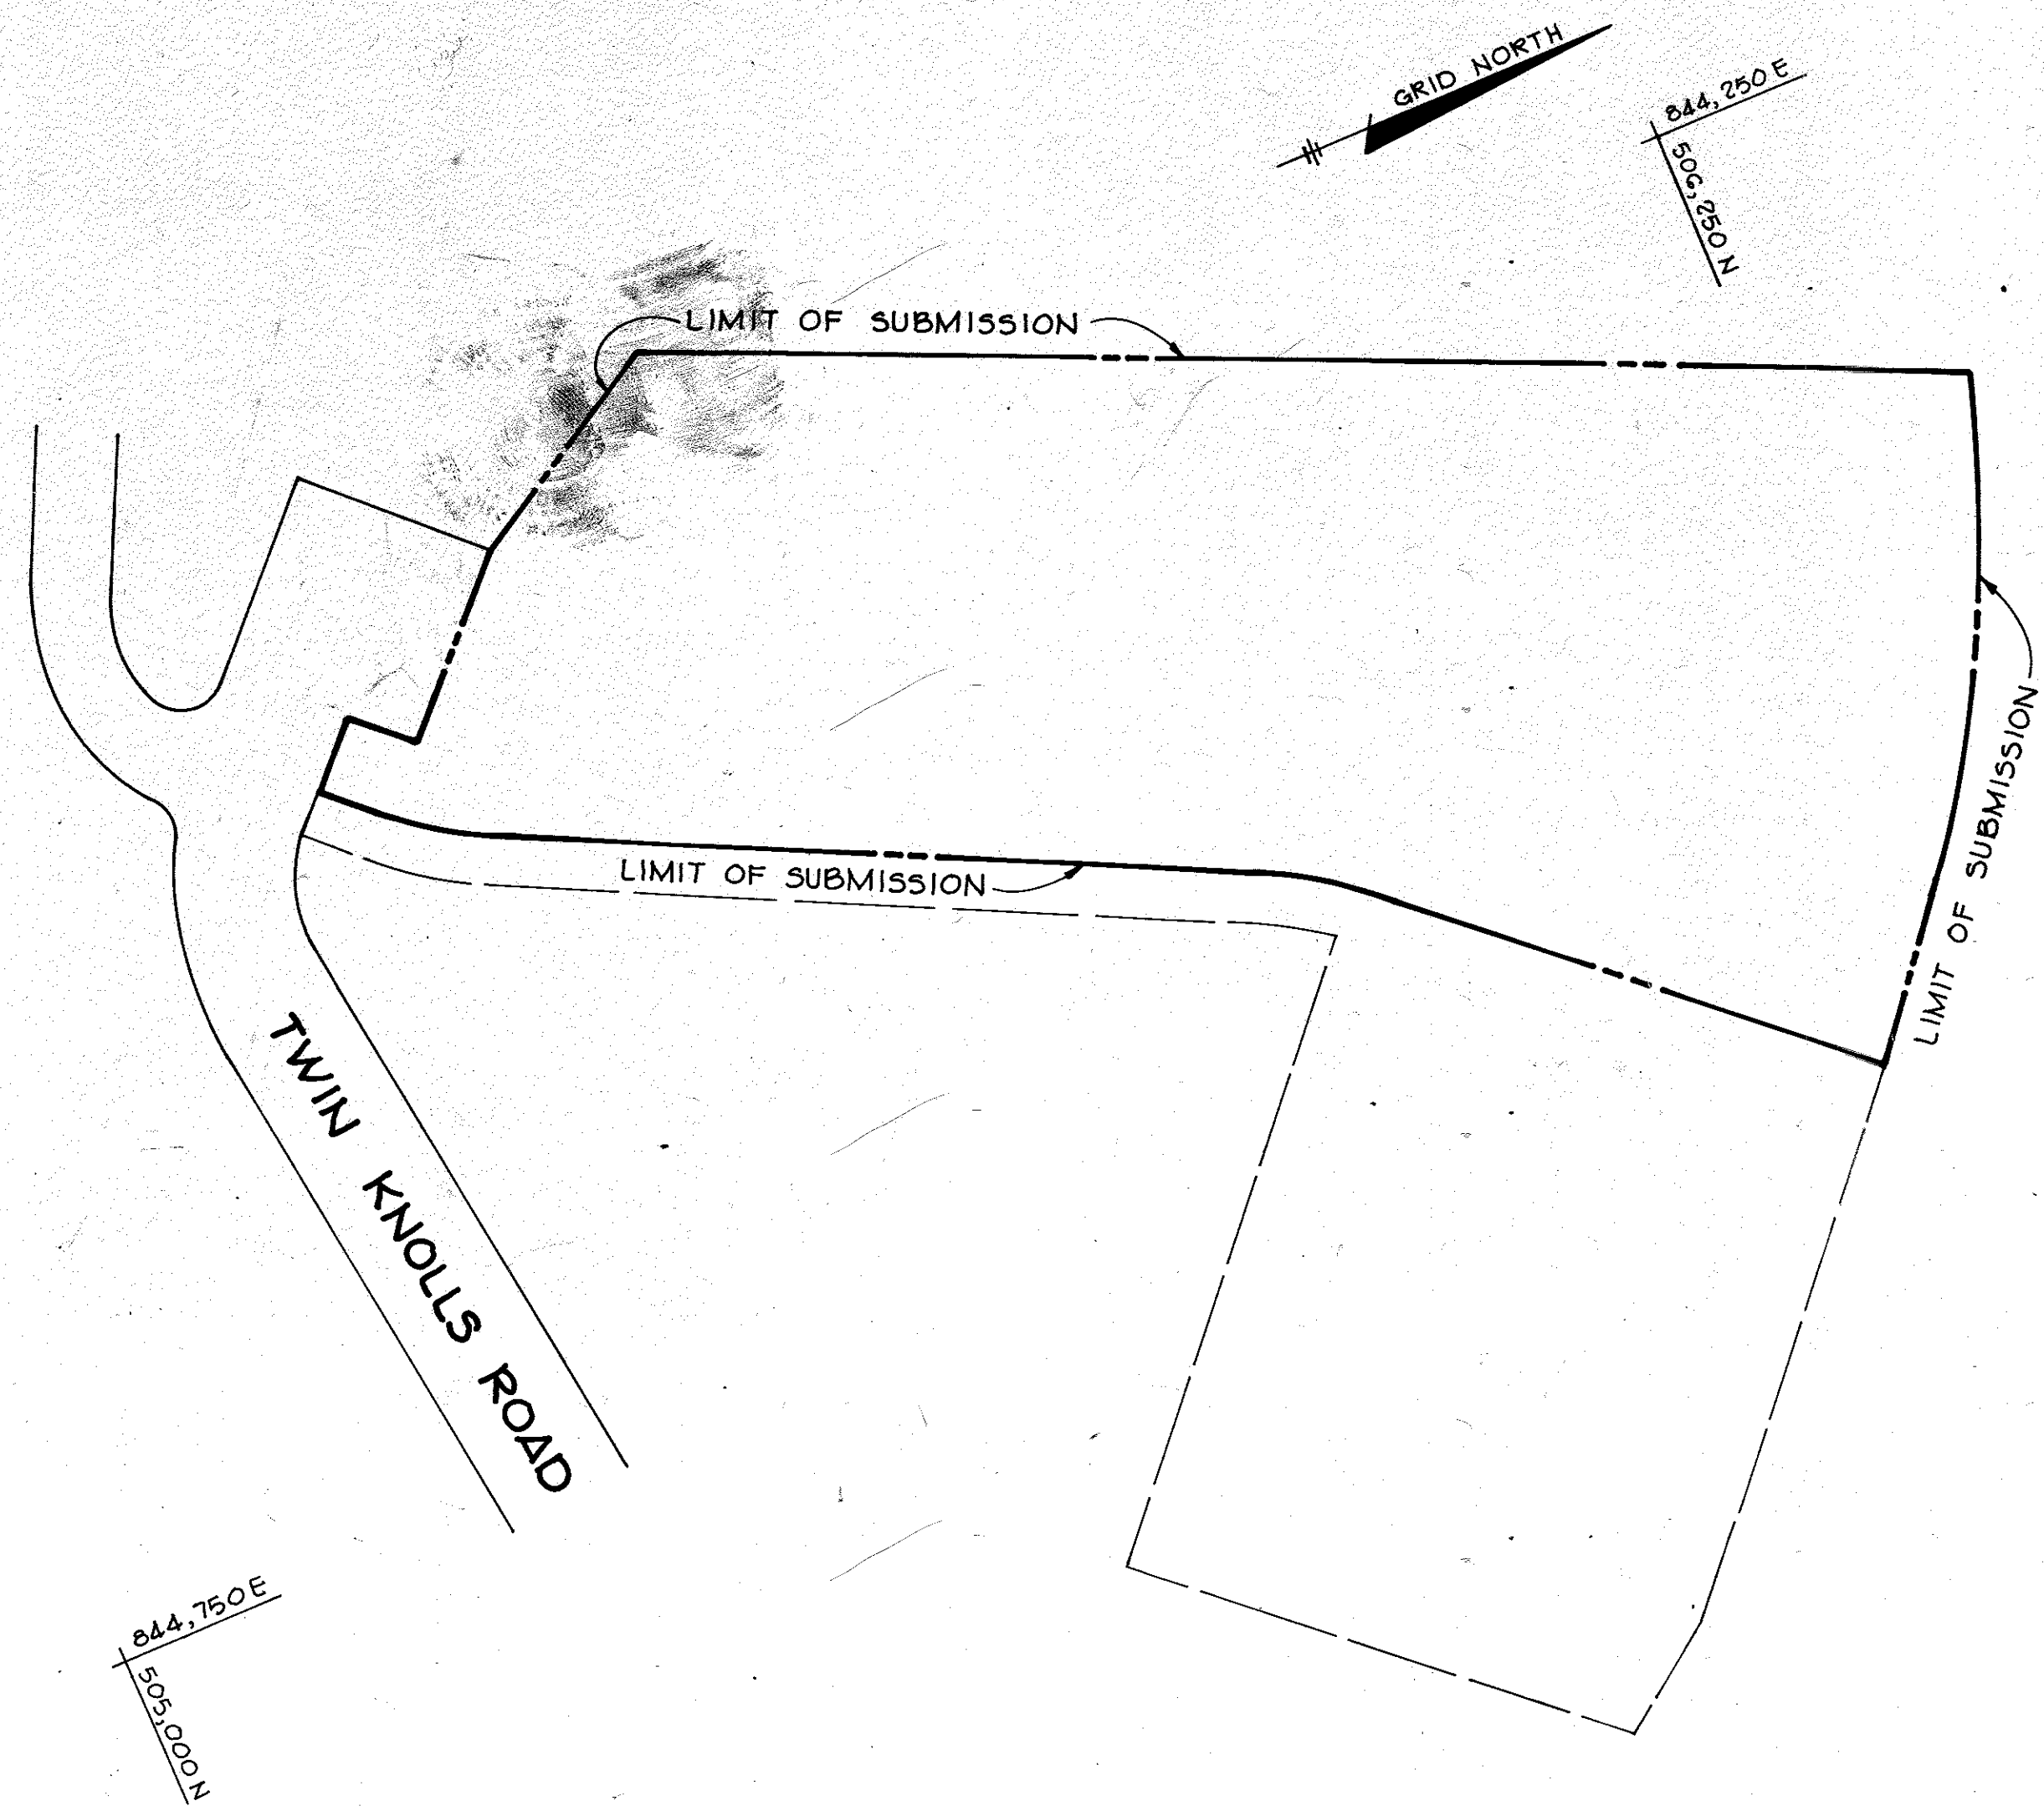 GRID NORTH
844,250 E
506,250 N
LIMIT OF SUBMISSION
LIMIT OF SUBMISSION
LIMIT OF SUBMISSION
TWIN KNOLLS ROAD
844,750 E
505,000 N